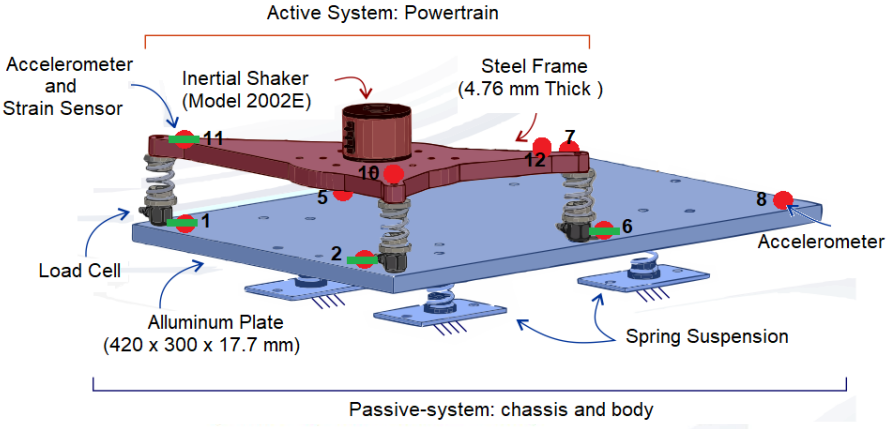 Active System: Powertrain
Accelerometer
and
Strain Sensor
Inertial Shaker
(Model 2002E)
Steel Frame
(4.76 mm Thick )
11
7
12
10
5
8
1
6
2
Accelerometer
Load Cell
Alluminum Plate
(420 x 300 x 17.7 mm)
Spring Suspension
Passive-system: chassis and body